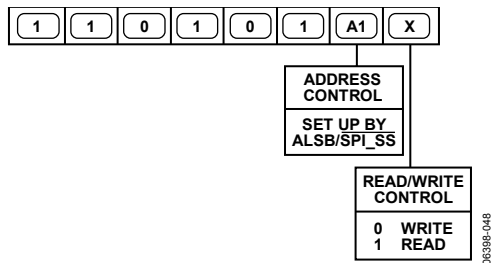 1 1 0 1 0 1 A1 X
ADDRESS
CONTROL
SET UP BY
ALSB/SPI_SS
READ/WRITE
CONTROL
0 WRITE
1 READ
06398-048